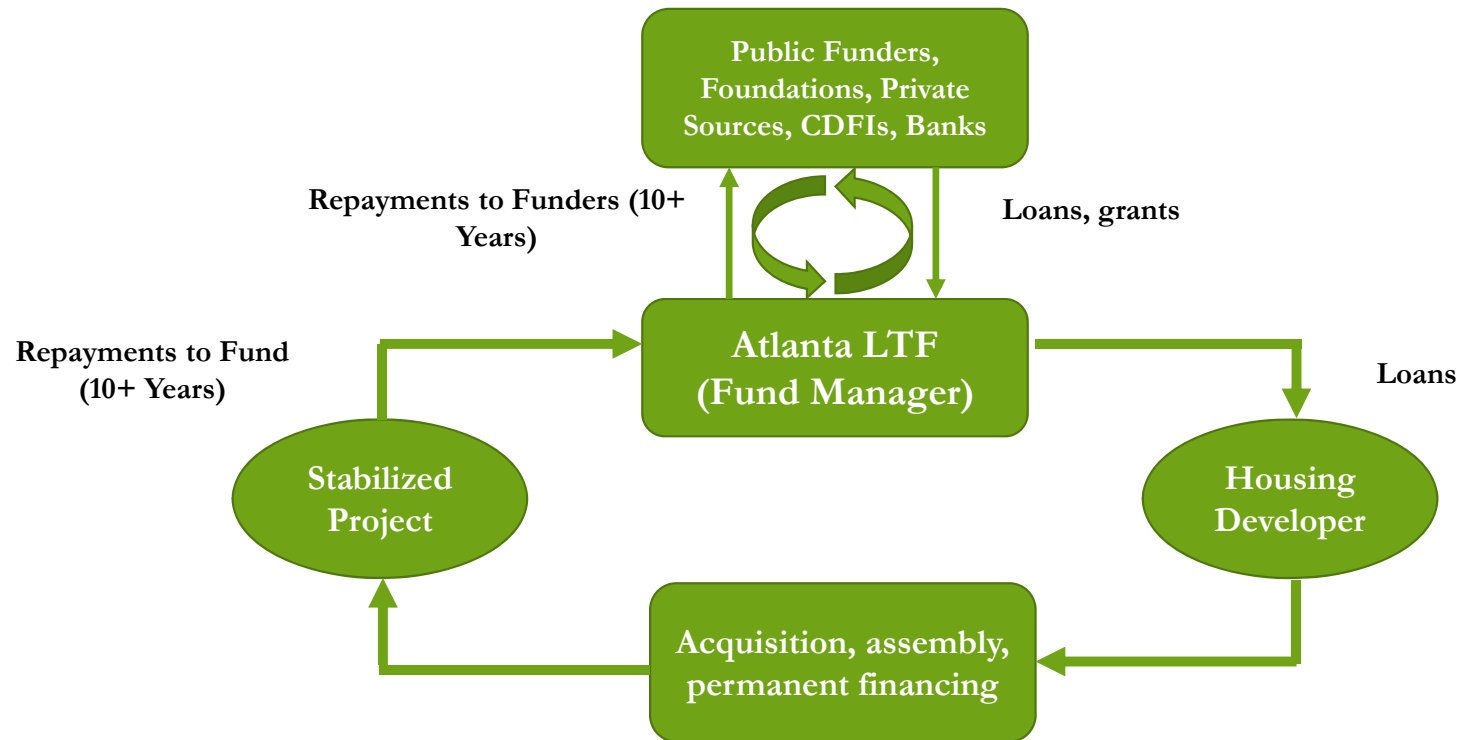 Public Funders,
Foundations, Private
Sources, CDFIs, Banks
Repayments to Funders (10+
Years)
Loans, grants
Atlanta LTF
(Fund Manager)
Repayments to Fund
(10+ Years)
Loans
Stabilized
Project
Housing
Developer
Acquisition, assembly,
permanent financing